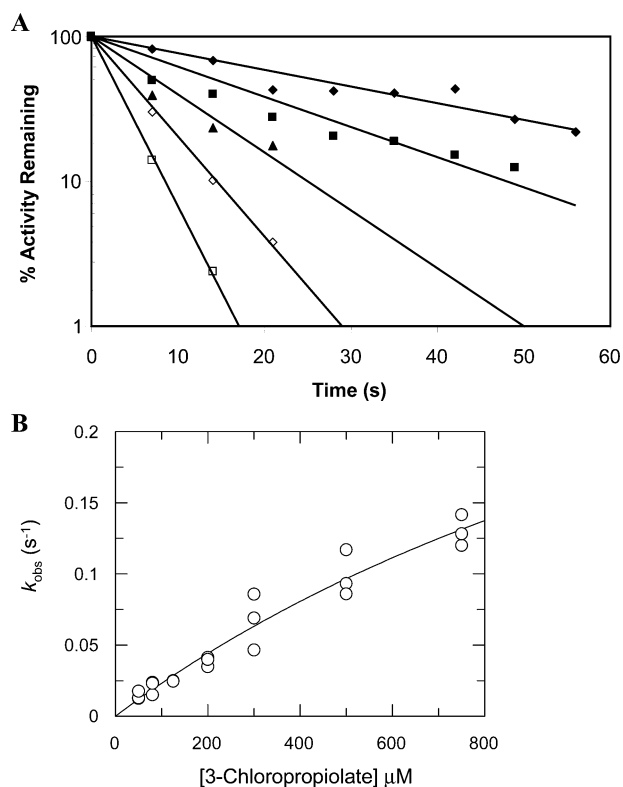 A
100
10
1
% Activity Remaining
0 10 20 30 40 50 60
Time (s)
B
0.2
0.15
0.1
0.05
0
kobs (s-1)
0 200 400 600 800
[3-Chloropropiolate] μM